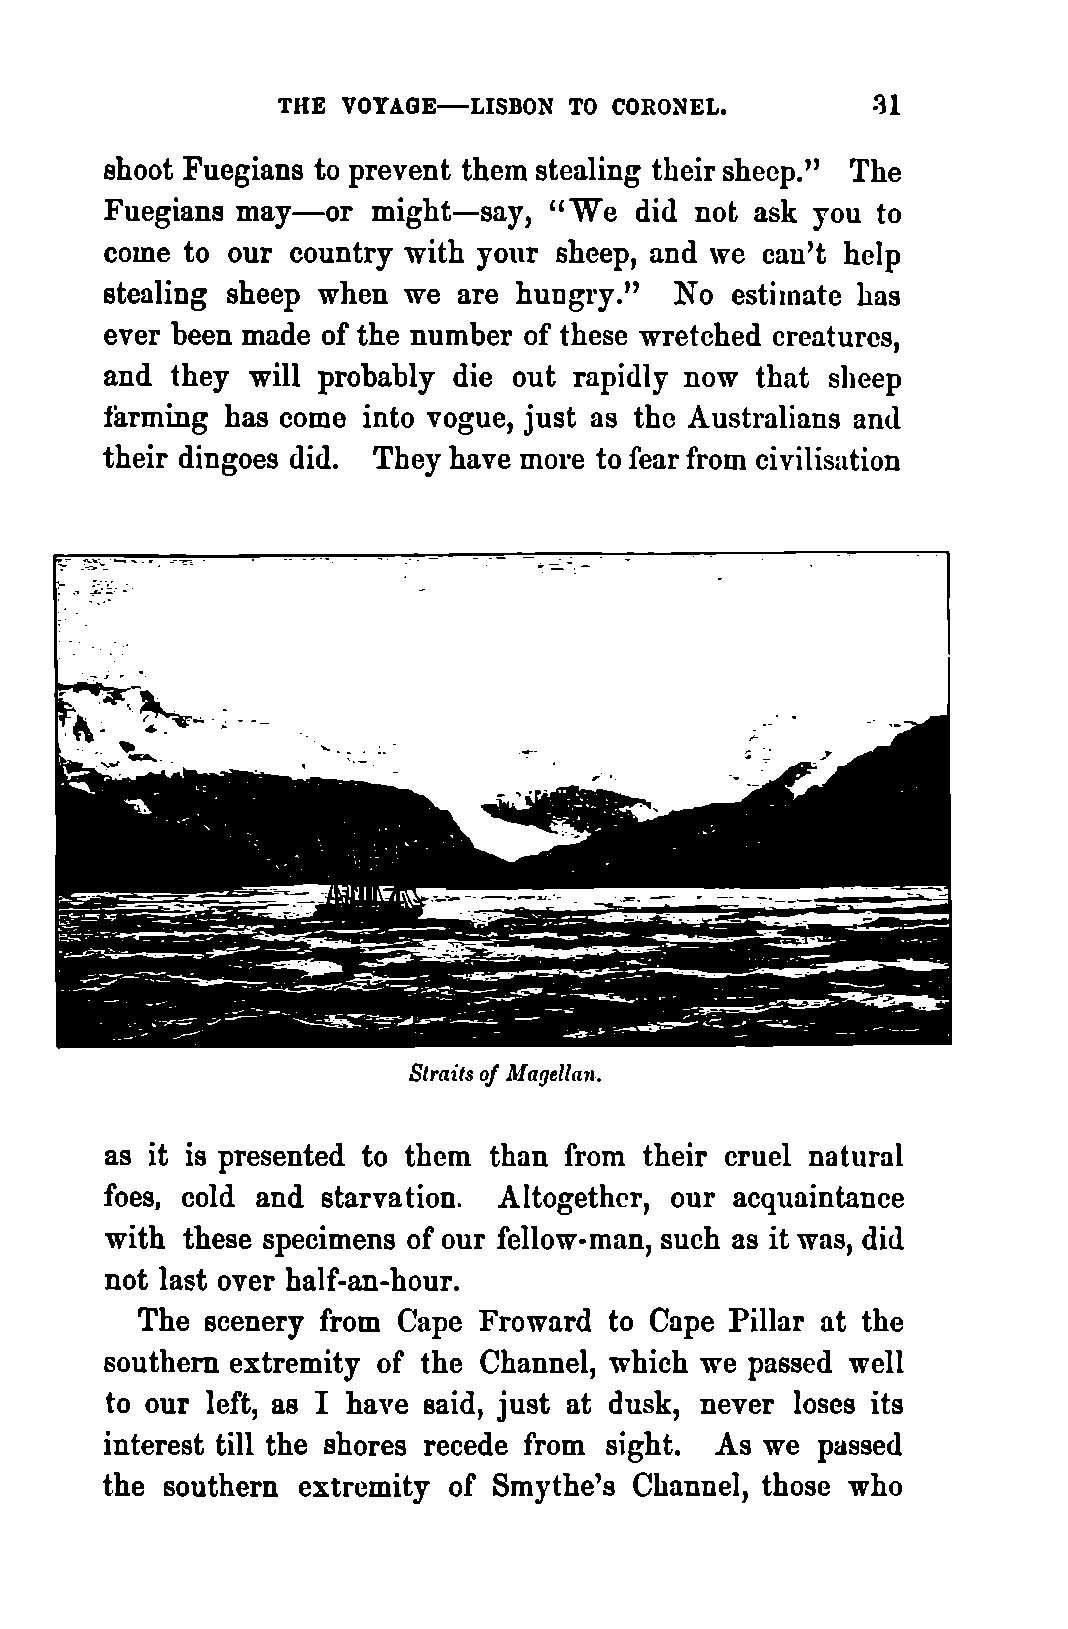 THE VOYAGE—LISBON TO CORONEL. 31
shoot Fuegians to prevent them stealing their sheep.” The
Fuegians may—or might—say, “We did not ask you to
come to our country with your sheep, and we can’t help
stealing sheep when we are hungry.” No estimate has
ever been made of the number of these wretched creatures,
and they will probably die out rapidly now that sheep
farming has come into vogue, just as the Australians and
their dingoes did. They have more to fear from civilisation
Straits of Magellan.
as it is presented to them than from their cruel natural
foes, cold and starvation. Altogether, our acquaintance
with these specimens of our fellow-man, such as it was, did
not last over half-an-hour.
The scenery from Cape Froward to Cape Pillar at the
southern extremity of the Channel, which we passed well
to our left, as I have said, just at dusk, never loses its
interest till the shores recede from sight. As we passed
the southern extremity of Smythe’s Channel, those who